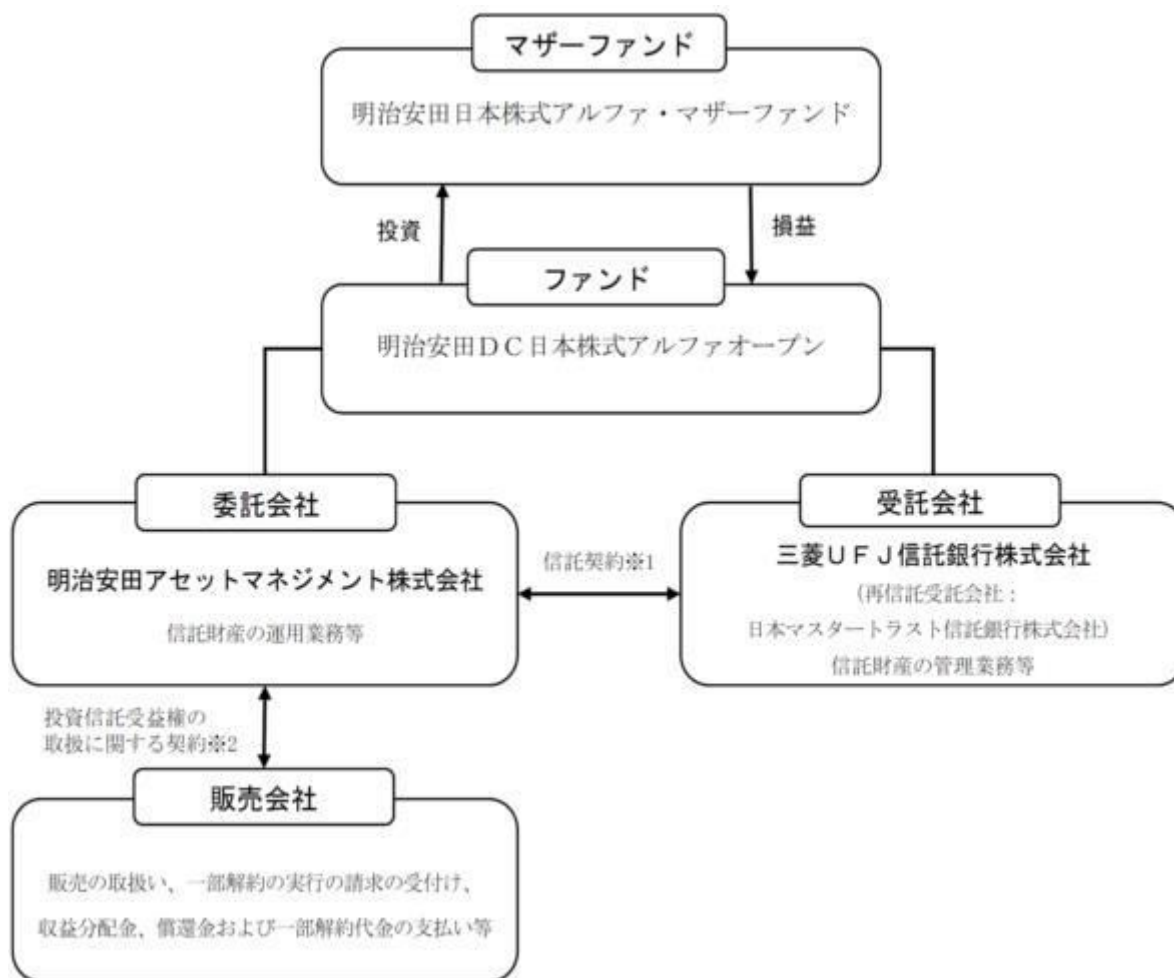 マザーファンド
明治安田日本株式アルファ・マザーファンド
投資
損益
ファンド
明治安田DC日本株式アルファオープン
委託会社
明治安田アセットマネジメント株式会社
信託財産の運用業務等
信託契約※1
受託会社
三菱UFJ信託銀行株式会社
(再信託受託会社:
日本マスタートラスト信託銀行株式会社)
信託財産の管理業務等
投資信託受益権の
取扱に関する契約※2
販売会社
販売の取扱い、一部解約の実行の請求の受付け、
収益分配金、償還金および一部解約代金の支払い等